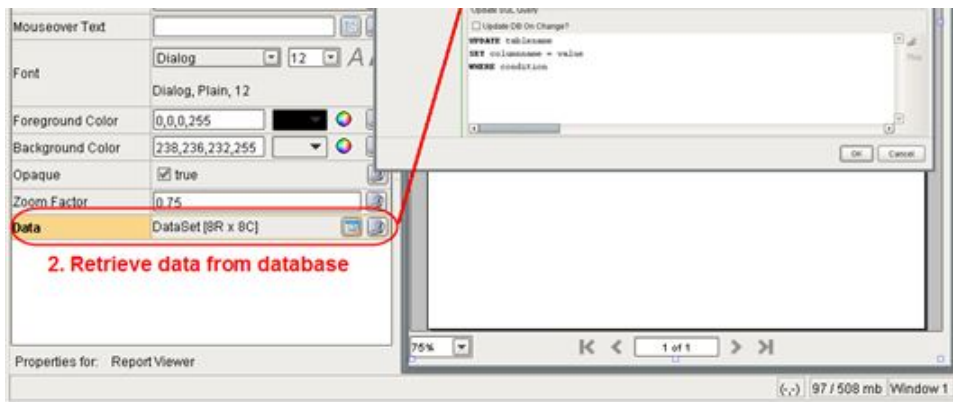 Update SQL Query
Mouseover Text
Update DB On Change?
UPDATE tablename
SET columnname = value
WHERE condition
Font
Dialog
12
A
Dialog, Plain, 12
Foreground Color
0,0,0,255
Background Color
238,236,232,255
OK
Cancel
Opaque
true
Zoom Factor
0.75
Data
DataSet [8R x 8C]
2. Retrieve data from database
75%
1 of 1
Properties for: Report Viewer
(-,-)
97 / 508 mb
Window 1